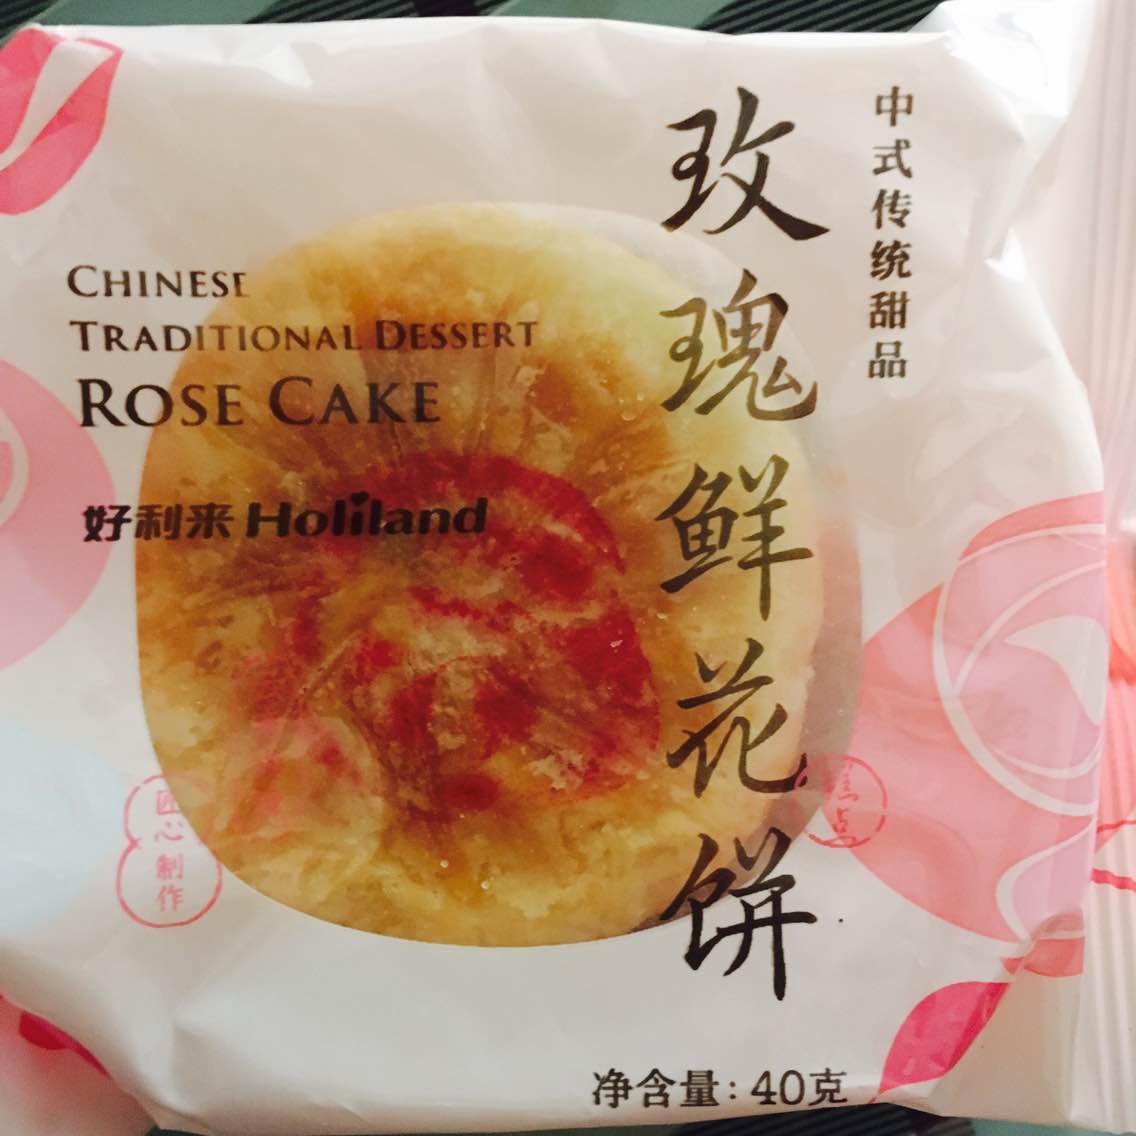 中式传统甜品
玫瑰鲜花饼
CHINESE
TRADITIONAL DESSERT
ROSE CAKE
好利来 Holiland
匠心
制作
净含量:40克